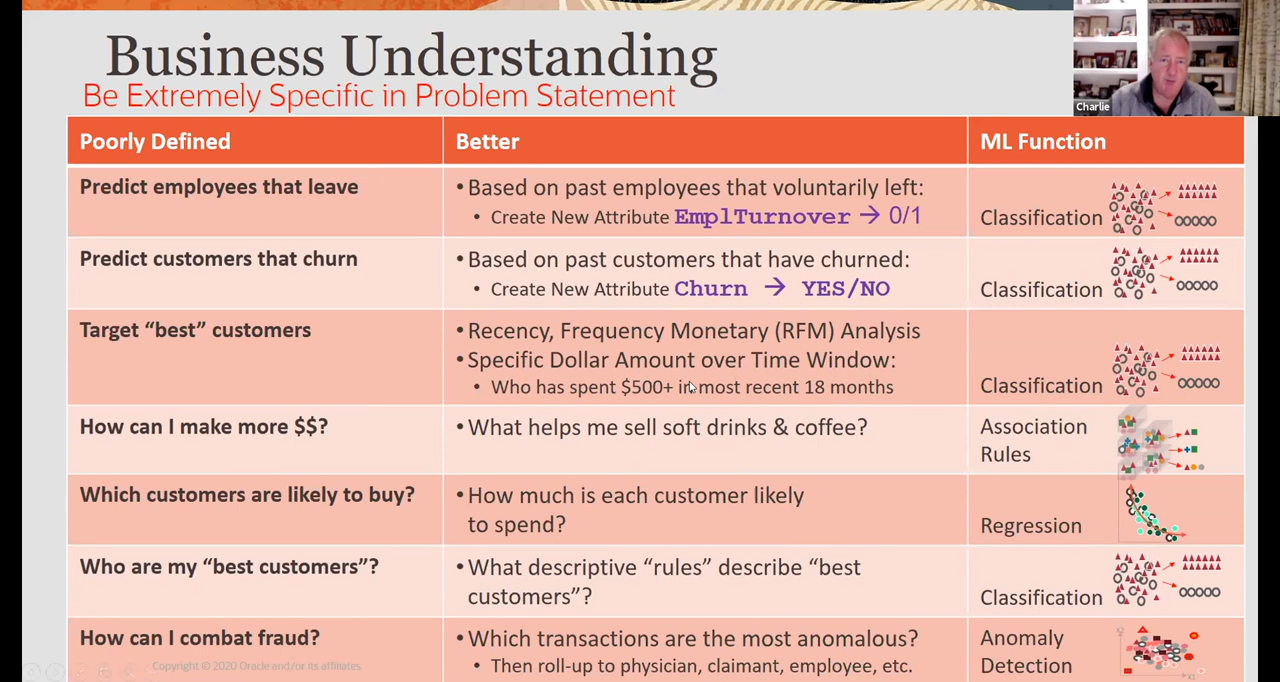 Business Understanding
Be Extremely Specific in Problem Statement
Charlie
Poorly Defined
Better
ML Function
Predict employees that leave
• Based on past employees that voluntarily left:
• Create New Attribute EmplTurnover → 0/1
Classification
Predict customers that churn
• Based on past customers that have churned:
• Create New Attribute Churn → YES/NO
Classification
Target “best” customers
• Recency, Frequency Monetary (RFM) Analysis
• Specific Dollar Amount over Time Window:
• Who has spent $500+ in most recent 18 months
Classification
How can I make more $$?
• What helps me sell soft drinks & coffee?
Association
Rules
Which customers are likely to buy?
• How much is each customer likely
to spend?
Regression
Who are my “best customers”?
• What descriptive “rules” describe “best
customers”?
Classification
How can I combat fraud?
• Which transactions are the most anomalous?
• Then roll-up to physician, claimant, employee, etc.
Anomaly
Detection
Copyright © 2020 Oracle and/or its affiliates.